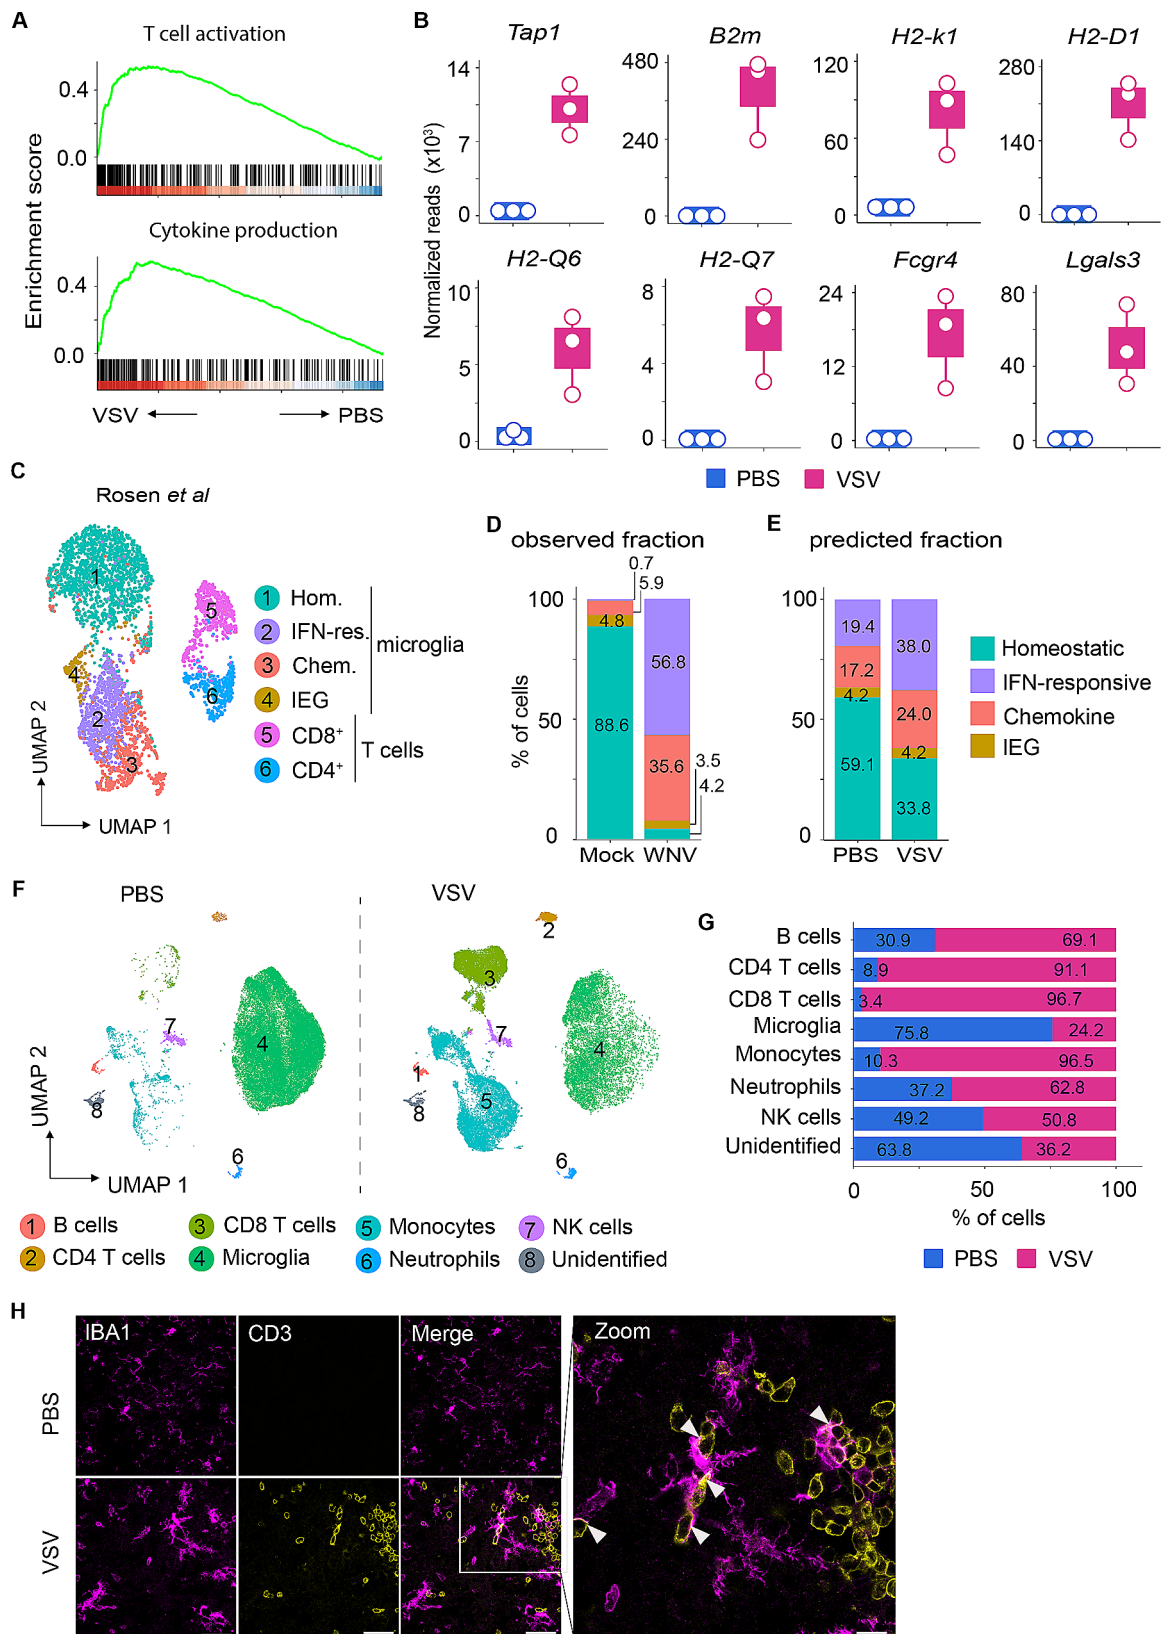 A
T cell activation
0.4
0.0
Cytokine production
0.4
0.0
Enrichment score
VSV
PBS
B
Tap1
B2m
H2-k1
H2-D1
14
7
0
480
240
0
120
60
0
280
140
0
Normalized reads (x10³)
H2-Q6
H2-Q7
Fcgr4
Lgals3
10
5
0
8
4
0
24
12
0
80
40
0
PBS
VSV
C
Rosen et al
1
2
3
4
5
6
1 Hom.
2 IFN-res.
3 Chem.
4 IEG
microglia
5 CD8⁺
6 CD4⁺
T cells
UMAP 2
UMAP 1
D
observed fraction
0.7
5.9
100
50
0
% of cells
4.8
88.6
56.8
35.6
3.5
4.2
Mock
WNV
E
predicted fraction
100
50
0
19.4
17.2
4.2
59.1
38.0
24.0
4.2
33.8
PBS
VSV
Homeostatic
IFN-responsive
Chemokine
IEG
F
PBS
VSV
7
4
8
6
2
3
7
1
5
8
4
6
UMAP 2
UMAP 1
1 B cells
2 CD4 T cells
3 CD8 T cells
4 Microglia
5 Monocytes
6 Neutrophils
7 NK cells
8 Unidentified
G
B cells 30.9 69.1
CD4 T cells 8.9 91.1
CD8 T cells 3.4 96.7
Microglia 75.8 24.2
Monocytes 10.3 96.5
Neutrophils 37.2 62.8
NK cells 49.2 50.8
Unidentified 63.8 36.2
0 50 100
% of cells
PBS
VSV
H
IBA1
CD3
Merge
Zoom
PBS
VSV